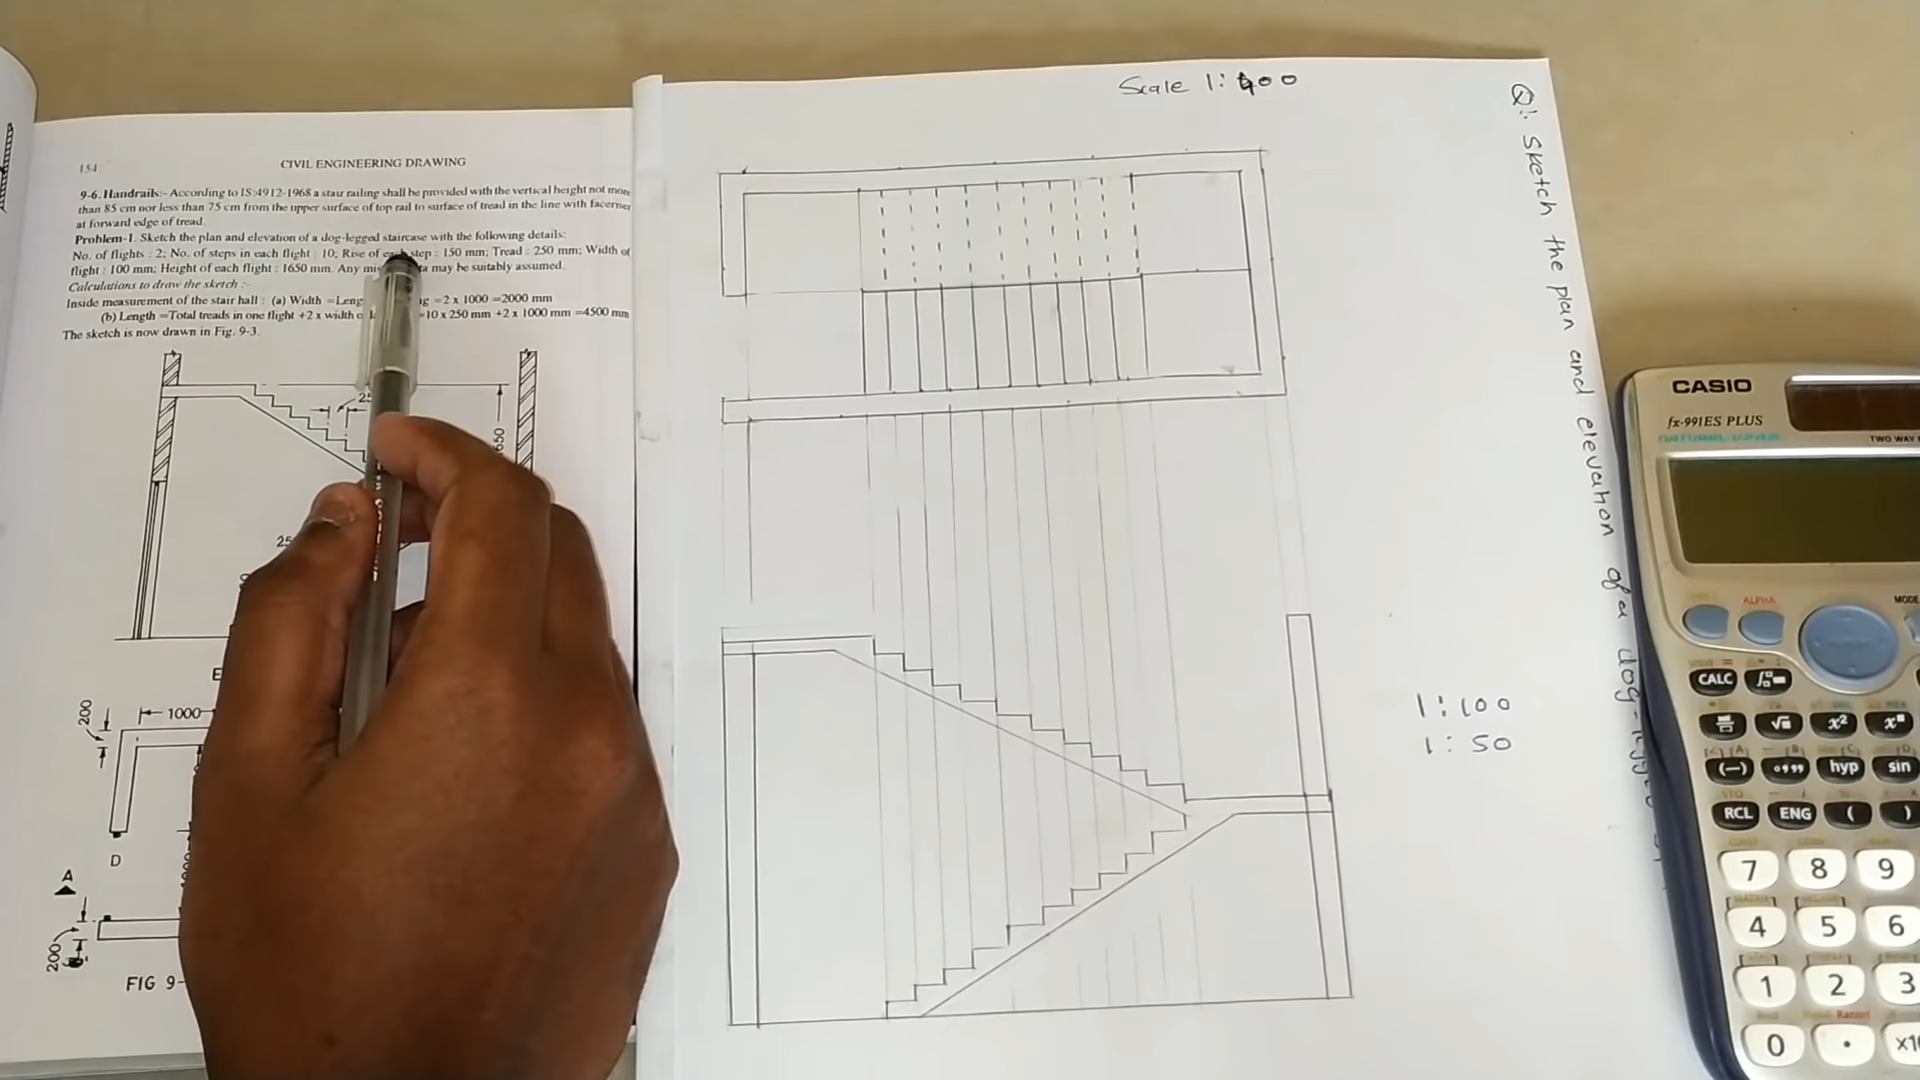 154
CIVIL ENGINEERING DRAWING
9-6. Handrails:- According to IS:4912-1968 a stair railing shall be provided with the vertical height not more
than 85 cm nor less than 75 cm from the upper surface of top rail to surface of tread in the line with
at forward edge of tread.
Problem-1. Sketch the plan and elevation of a dog-legged staircase with the following details:
No. of flights : 2; No. of steps in each flight : 10; Rise of each step : 150 mm; Tread : 250 mm; Width of
flight : 100 mm; Height of each flight : 1650 mm. Any may be suitably assumed.
Calculations to draw the sketch :-
Inside measurement of the stair hall : (a) Width = =2 x 1000 =2000 mm
(b) Length =Total treads in one flight +2 x width =10 x 250 mm +2 x 1000 mm =4500 mm
The sketch is now drawn in Fig. 9-3.
200
1000
D
A
200
FIG 9-
Scale 1:400
Q:. Sketch the plan and elevation of a dog-
1:100
1:50
CASIO
fx-991ES PLUS
TWO WAY
ALPHA
MODE
CALC
hyp
sin
RCL
ENG
(
)
7
8
9
4
5
6
1
2
3
0
.